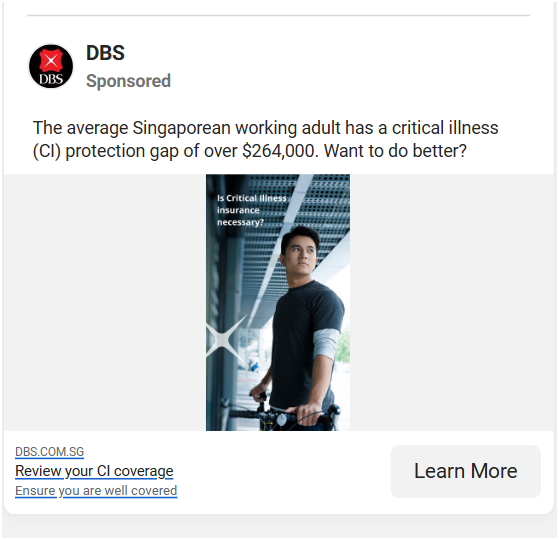 DBS
DBS
Sponsored
The average Singaporean working adult has a critical illness
(CI) protection gap of over $264,000. Want to do better?
Is Critical Illness
insurance
necessary?
DBS.COM.SG
Review your CI coverage
Ensure you are well covered
Learn More